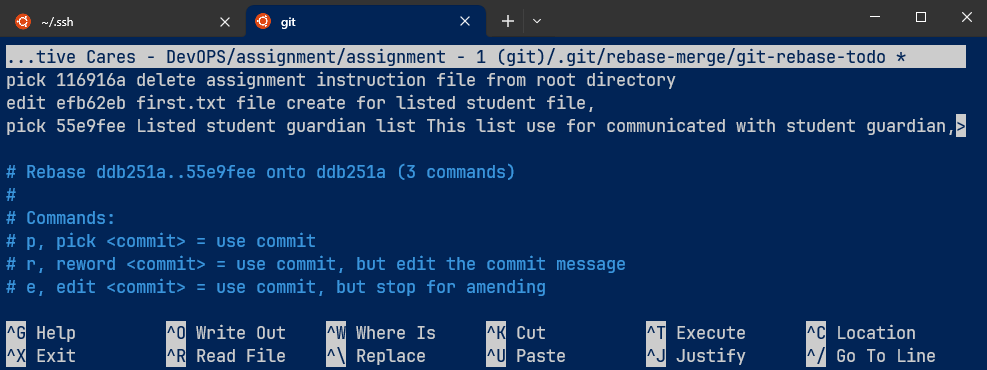 ~/.ssh git
...tive Cares - DevOPS/assignment/assignment - 1 (git)/.git/rebase-merge/git-rebase-todo *
pick 116916a delete assignment instruction file from root directory
edit efb62eb first.txt file create for listed student file,
pick 55e9fee Listed student guardian list This list use for communicated with student guardian,>
# Rebase ddb251a..55e9fee onto ddb251a (3 commands)
#
# Commands:
# p, pick <commit> = use commit
# r, reword <commit> = use commit, but edit the commit message
# e, edit <commit> = use commit, but stop for amending
^G Help ^O Write Out ^W Where Is ^K Cut ^T Execute ^C Location
^X Exit ^R Read File ^\ Replace ^U Paste ^J Justify ^/ Go To Line